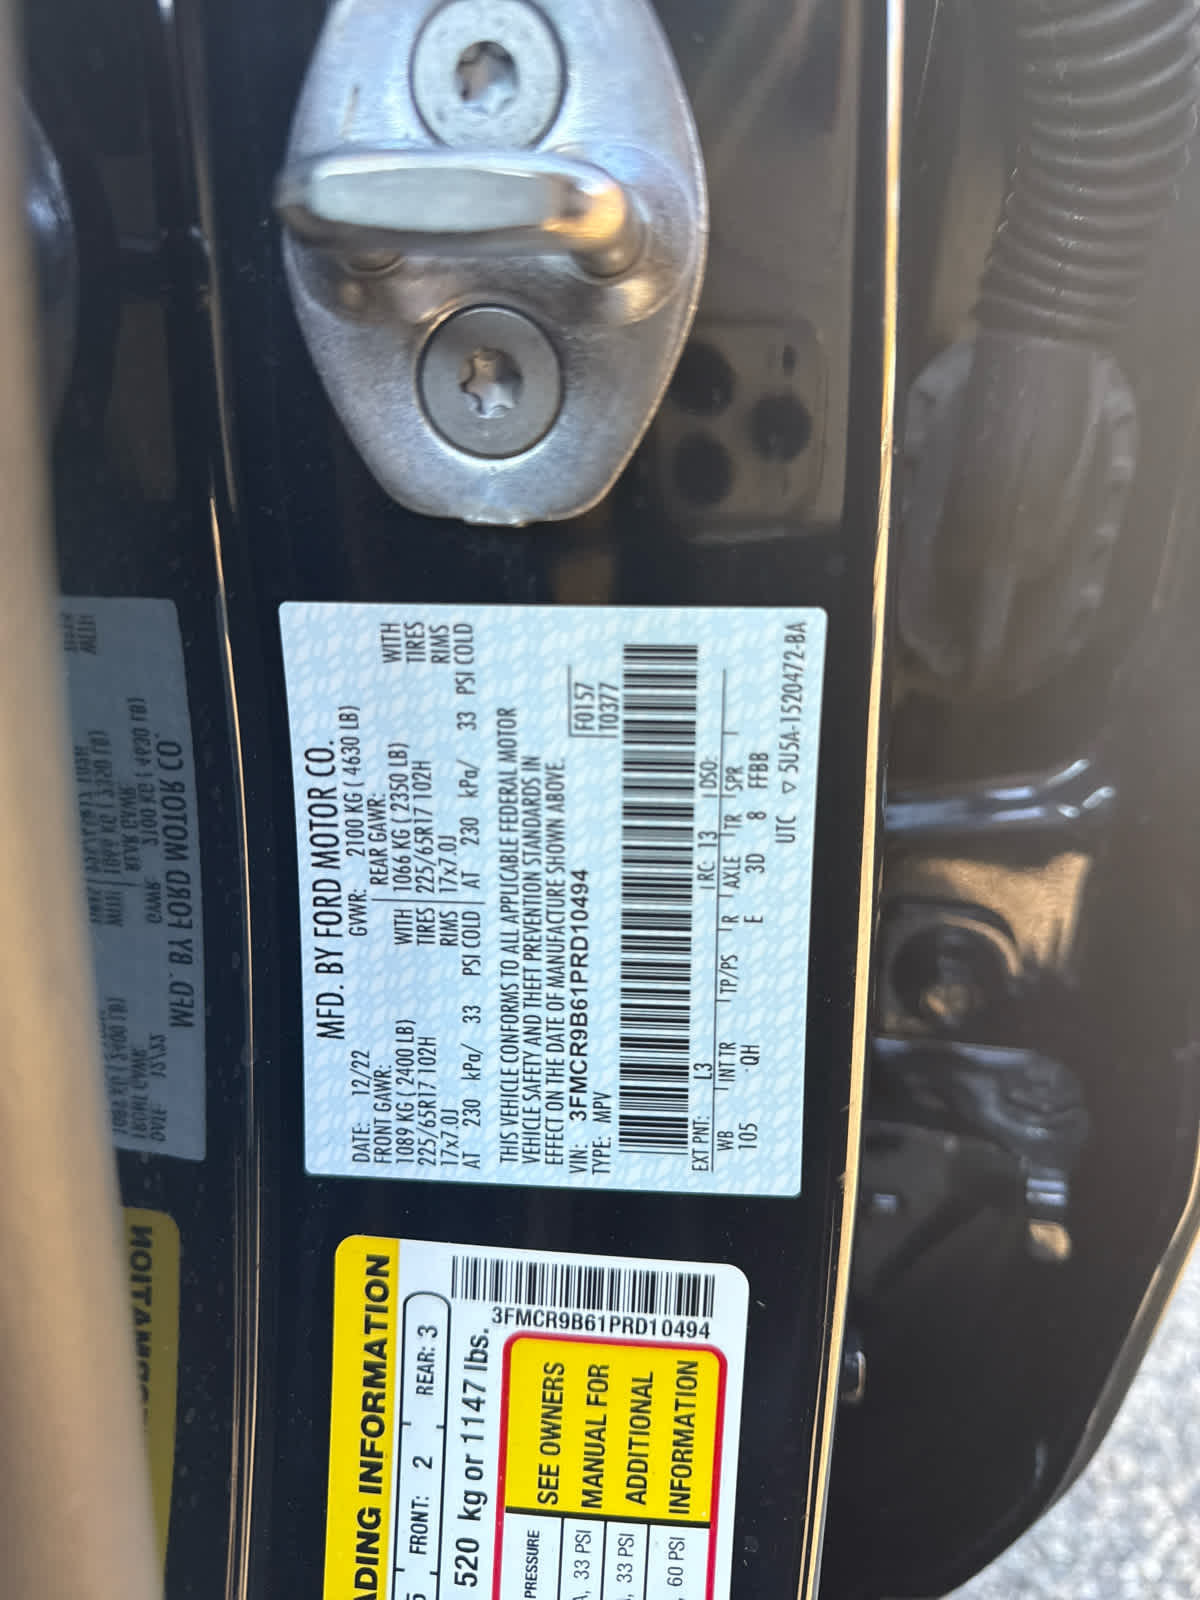 MFD. BY FORD MOTOR CO.
DATE: 12/22 GVWR: 2100 KG ( 4630 LB)
FRONT GAWR: REAR GAWR:
1089 KG ( 2400 LB) WITH 1066 KG ( 2350 LB) WITH
225/65R17 102H TIRES 225/65R17 102H TIRES
17x7.0J RIMS 17x7.0J RIMS
AT 230 kPa/ 33 PSI COLD AT 230 kPa/ 33 PSI COLD
THIS VEHICLE CONFORMS TO ALL APPLICABLE FEDERAL MOTOR
VEHICLE SAFETY AND THEFT PREVENTION STANDARDS IN
EFFECT ON THE DATE OF MANUFACTURE SHOWN ABOVE.
VIN: 3FMCR9B61PRD10494 F0157
TYPE: MPV T0377
EXT PNT: L3 RC: 13 DSO:
WB INT TR TP/PS R AXLE TR SPR
105 QH E 3D 8 FFBB
UTC ▽ 5U5A-1520472-BA
ADING INFORMATION
FRONT: 2 REAR: 3
520 kg or 1147 lbs.
3FMCR9B61PRD10494
PRESSURE
33 PSI
33 PSI
60 PSI
SEE OWNERS
MANUAL FOR
ADDITIONAL
INFORMATION